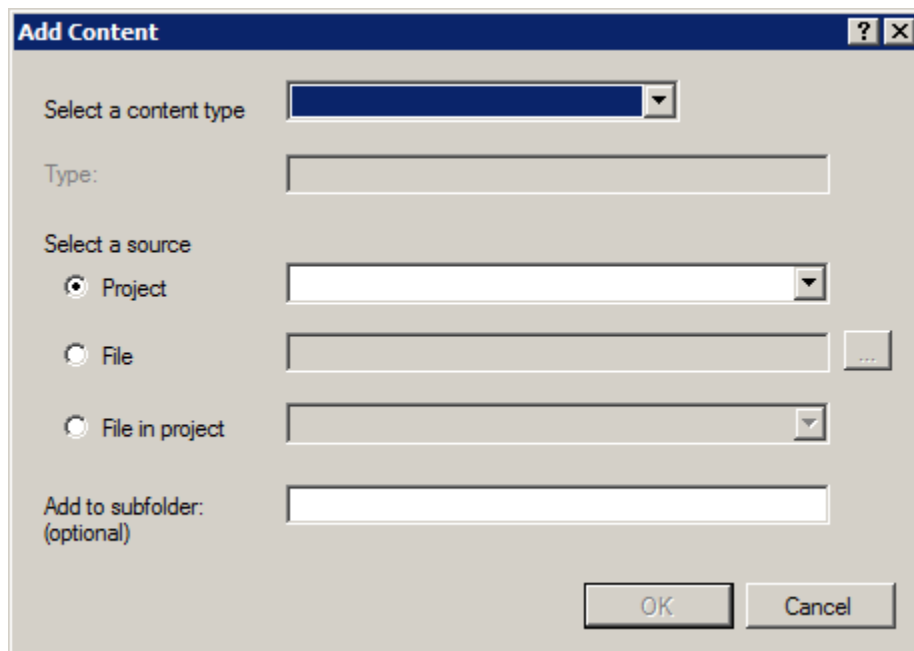 Add Content
Select a content type
Type:
Select a source
Project
File
...
File in project
Add to subfolder:
(optional)
OK
Cancel